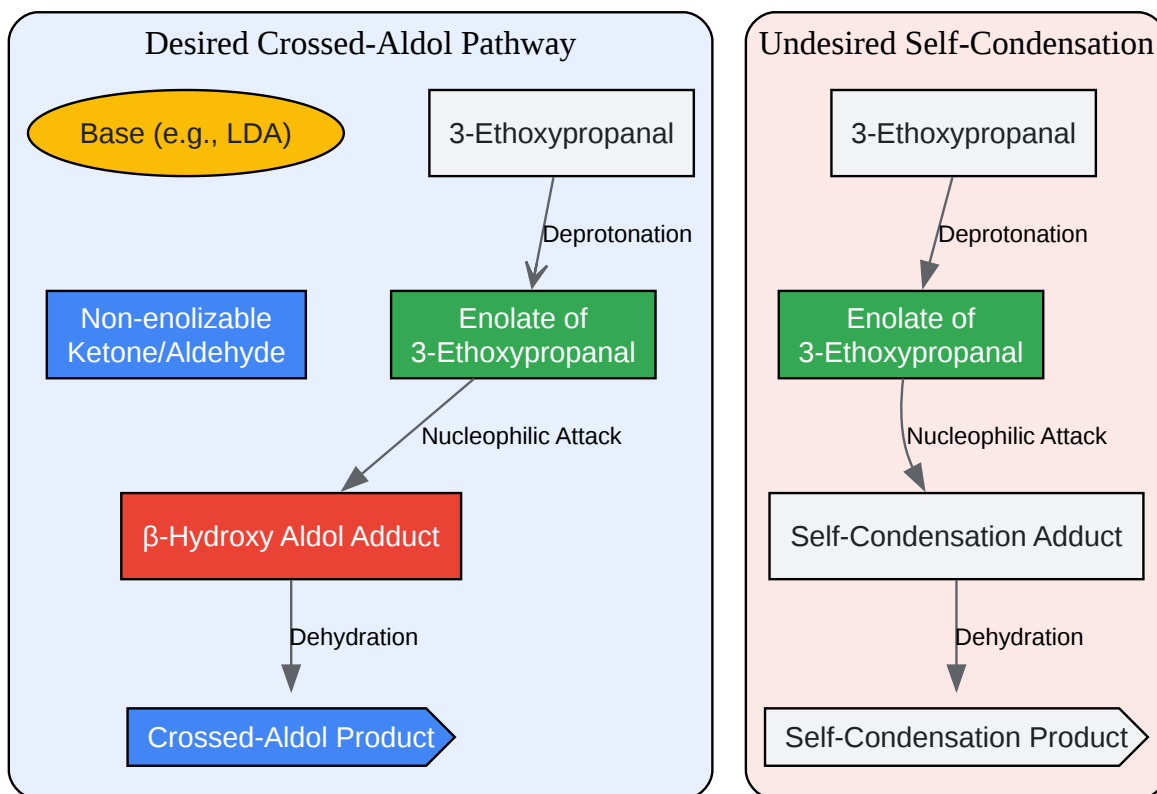 Desired Crossed-Aldol Pathway
Base (e.g., LDA)
3-Ethoxypropanal
Deprotonation
Non-enolizable
Ketone/Aldehyde
Enolate of
3-Ethoxypropanal
Nucleophilic Attack
β-Hydroxy Aldol Adduct
Dehydration
Crossed-Aldol Product
Undesired Self-Condensation
3-Ethoxypropanal
Deprotonation
Enolate of
3-Ethoxypropanal
Nucleophilic Attack
Self-Condensation Adduct
Dehydration
Self-Condensation Product